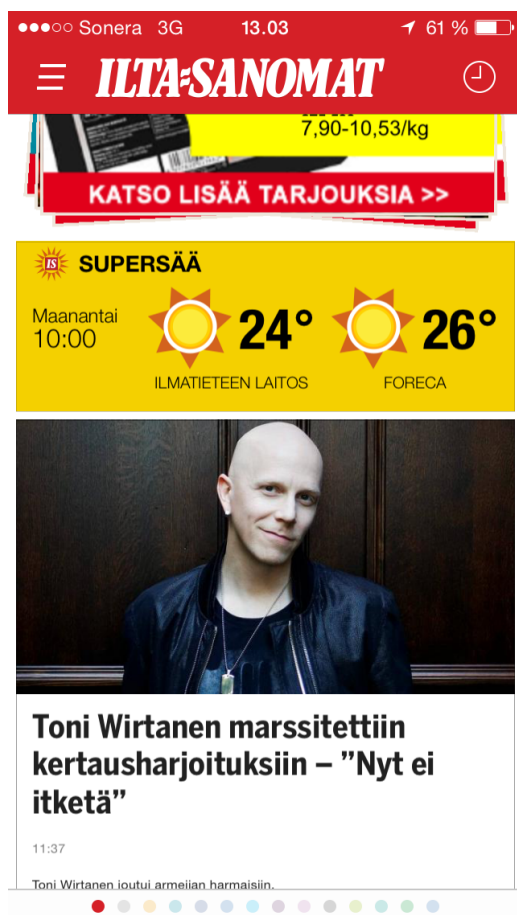 Sonera 3G 13.03 61 %
ILTA-SANOMAT
7,90-10,53/kg
KATSO LISÄÄ TARJOUKSIA >>
IS SUPERSÄÄ
Maanantai
10:00
24° 26°
ILMATIETEEN LAITOS FORECA
Toni Wirtanen marssitettiin
kertausharjoituksiin – ”Nyt ei
itketä”
11:37
Toni Wirtanen joutui armeijan harmaisiin.